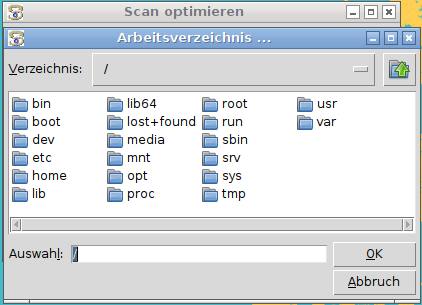 Scan optimieren
Arbeitsverzeichnis ...
Verzeichnis: /
bin lib64 root usr
boot lost+found run var
dev media sbin
etc mnt srv
home opt sys
lib proc tmp
Auswahl: /
OK
Abbruch